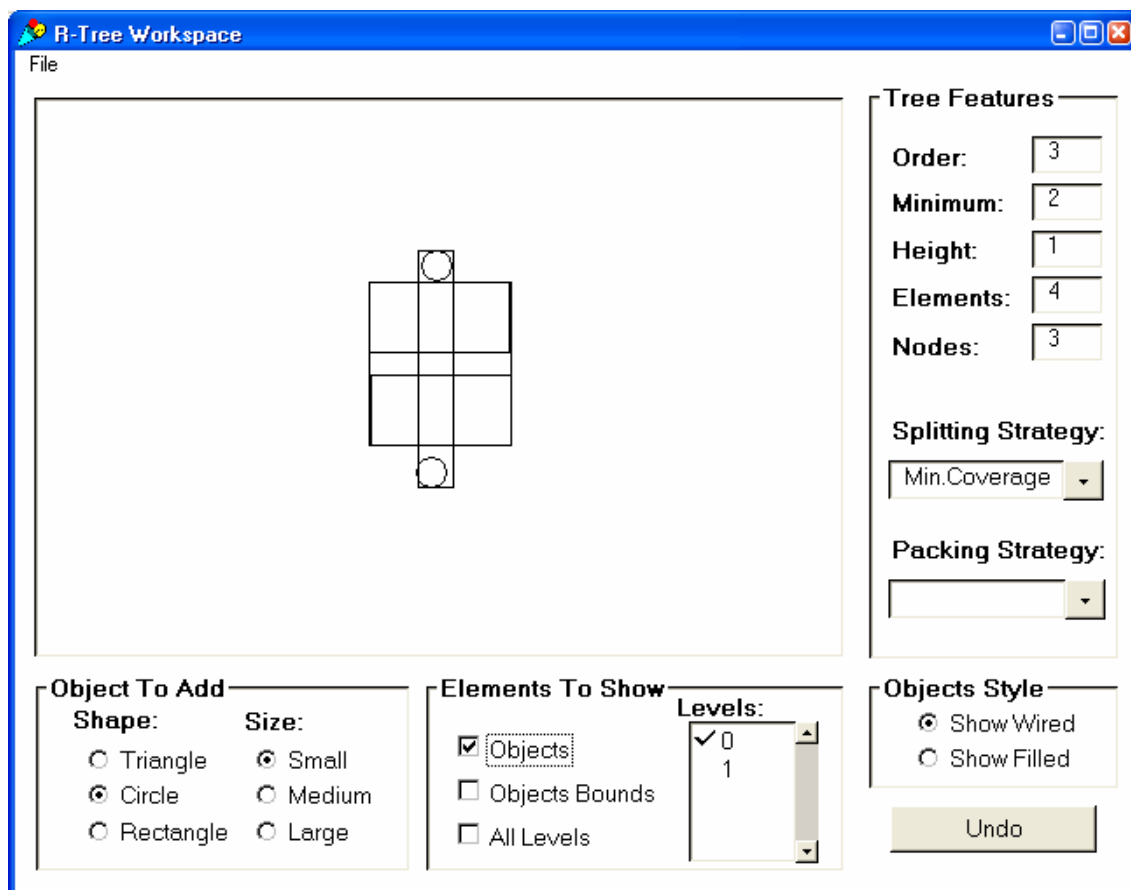 R-Tree Workspace
File
Tree Features
Order: 3
Minimum: 2
Height: 1
Elements: 4
Nodes: 3
Splitting Strategy:
Min.Coverage
Packing Strategy:
Object To Add
Shape: Size:
Triangle Small
Circle Medium
Rectangle Large
Elements To Show
Levels:
Objects
Objects Bounds
All Levels
0
1
Objects Style
Show Wired
Show Filled
Undo